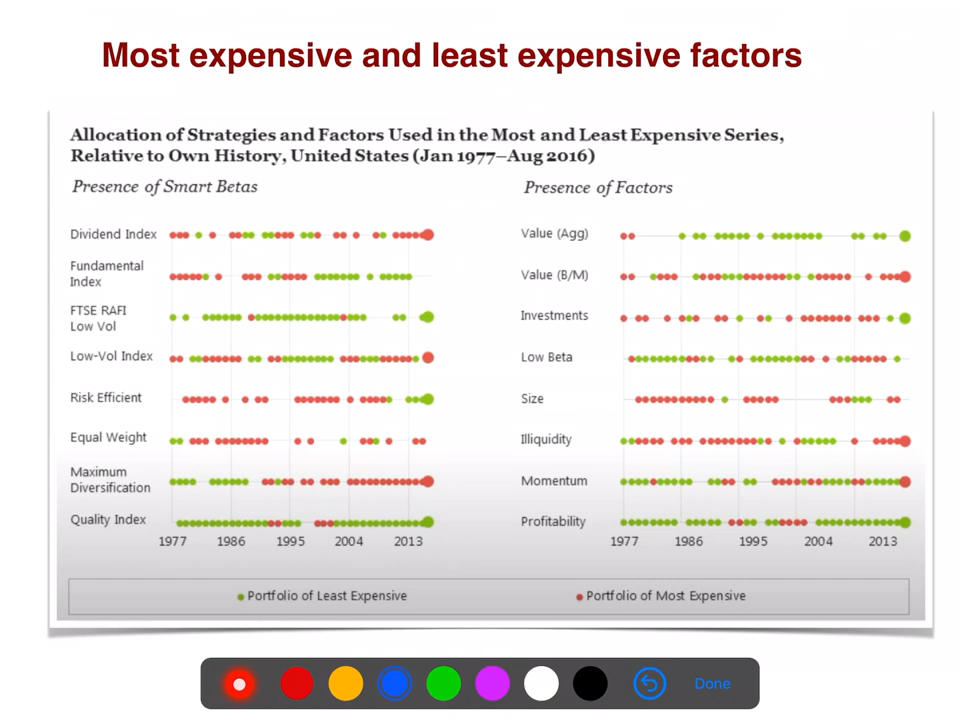 Most expensive and least expensive factors
Allocation of Strategies and Factors Used in the Most and Least Expensive Series,
Relative to Own History, United States (Jan 1977–Aug 2016)
Presence of Smart Betas
Dividend Index
Fundamental
Index
FTSE RAFI
Low Vol
Low-Vol Index
Risk Efficient
Equal Weight
Maximum
Diversification
Quality Index
1977 1986 1995 2004 2013
Presence of Factors
Value (Agg)
Value (B/M)
Investments
Low Beta
Size
Illiquidity
Momentum
Profitability
1977 1986 1995 2004 2013
Portfolio of Least Expensive
Portfolio of Most Expensive
Done